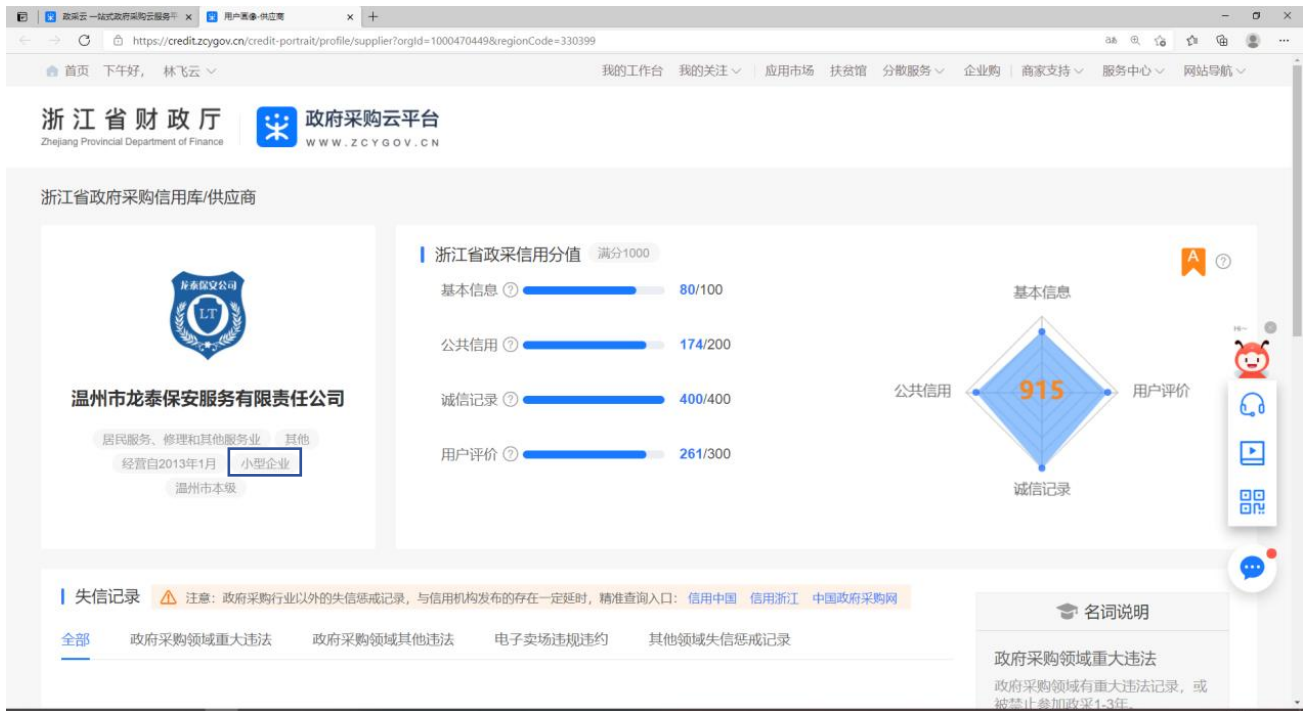 政采云 一站式政府采购云服务平
用户画像-供应商
https://credit.zcygov.cn/credit-portrait/profile/supplier?orgId=1000470449&regionCode=330399
首页 下午好， 林飞云
我的工作台 我的关注 应用市场 扶贫馆 分散服务 企业购 商家支持 服务中心 网站导航
浙江省财政厅
Zhejiang Provincial Department of Finance
政府采购云平台
WWW.ZCYGOV.CN
浙江省政府采购信用库/供应商
龙泰保安公司
LT
温州市龙泰保安服务有限责任公司
居民服务、修理和其他服务业 其他
经营自2013年1月 小型企业
温州市本级
浙江省政采信用分值 满分1000
基本信息 80/100
公共信用 174/200
诚信记录 400/400
用户评价 261/300
A
基本信息
公共信用
915
用户评价
诚信记录
Hi~
失信记录 注意：政府采购行业以外的失信惩戒记录，与信用机构发布的存在一定延时，精准查询入口： 信用中国 信用浙江 中国政府采购网
全部 政府采购领域重大违法 政府采购领域其他违法 电子卖场违规违约 其他领域失信惩戒记录
名词说明
政府采购领域重大违法
政府采购领域有重大违法记录，或
被禁止参加政采1-3年。